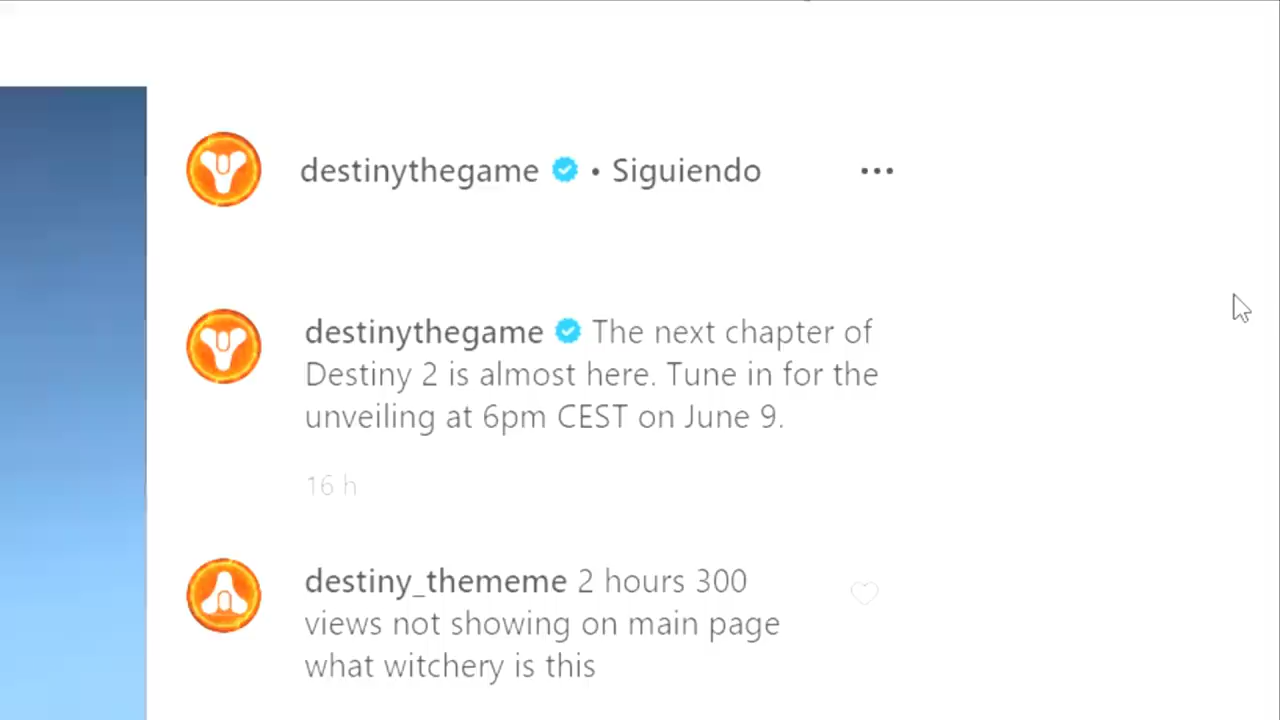 destinythegame • Siguiendo ...
destinythegame The next chapter of
Destiny 2 is almost here. Tune in for the
unveiling at 6pm CEST on June 9.
16 h
destiny_thememe 2 hours 300
views not showing on main page
what witchery is this